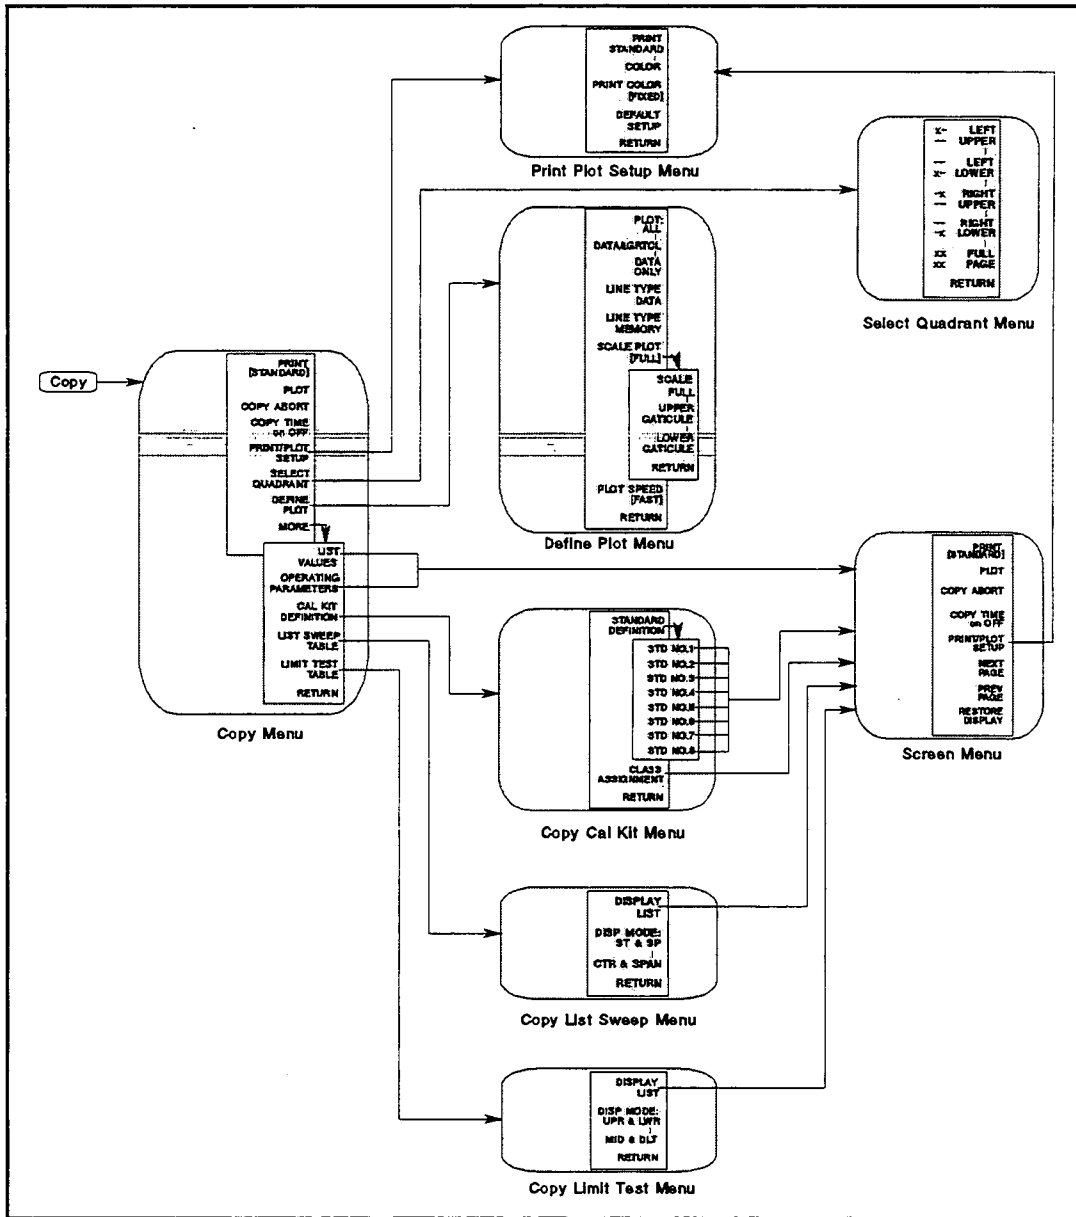 PRINT
STANDARD
COLOR
PRINT COLOR
[FIXED]
DEFAULT
SETUP
RETURN
Print Plot Setup Menu
x- LEFT
-- UPPER
-- LEFT
x- LOWER
-x RIGHT
-- UPPER
-- RIGHT
-x LOWER
xx FULL
xx PAGE
RETURN
Select Quadrant Menu
PLOT:
ALL
DATA&GRTCL
DATA
ONLY
LINE TYPE
DATA
LINE TYPE
MEMORY
SCALE PLOT
[FULL]
SCALE
FULL
UPPER
GATICULE
LOWER
GATICULE
RETURN
PLOT SPEED
[FAST]
RETURN
Define Plot Menu
Copy
PRINT
[STANDARD]
PLOT
COPY ABORT
COPY TIME
on OFF
PRINT/PLOT
SETUP
SELECT
QUADRANT
DEFINE
PLOT
MORE
LIST
VALUES
OPERATING
PARAMETERS
CAL KIT
DEFINITION
LIST SWEEP
TABLE
LIMIT TEST
TABLE
RETURN
Copy Menu
PRINT
[STANDARD]
PLOT
COPY ABORT
COPY TIME
on OFF
PRINT/PLOT
SETUP
NEXT
PAGE
PREV
PAGE
RESTORE
DISPLAY
Screen Menu
STANDARD
DEFINITION
STD NO.1
STD NO.2
STD NO.3
STD NO.4
STD NO.5
STD NO.6
STD NO.7
STD NO.8
CLASS
ASSIGNMENT
RETURN
Copy Cal Kit Menu
DISPLAY
LIST
DISP MODE:
ST & SP
CTR & SPAN
RETURN
Copy List Sweep Menu
DISPLAY
LIST
DISP MODE:
UPR & LWR
MID & DLT
RETURN
Copy Limit Test Menu